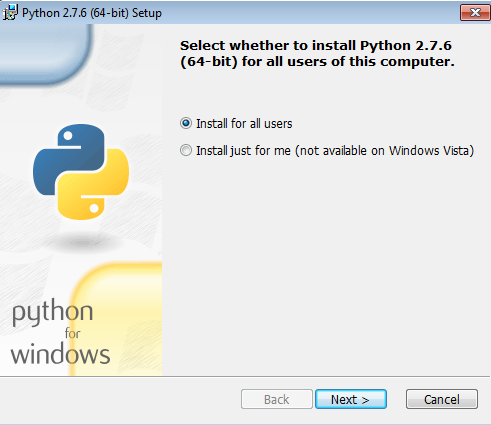 Python 2.7.6 (64-bit) Setup
Select whether to install Python 2.7.6
(64-bit) for all users of this computer.
Install for all users
Install just for me (not available on Windows Vista)
python
for
windows
Back
Next >
Cancel